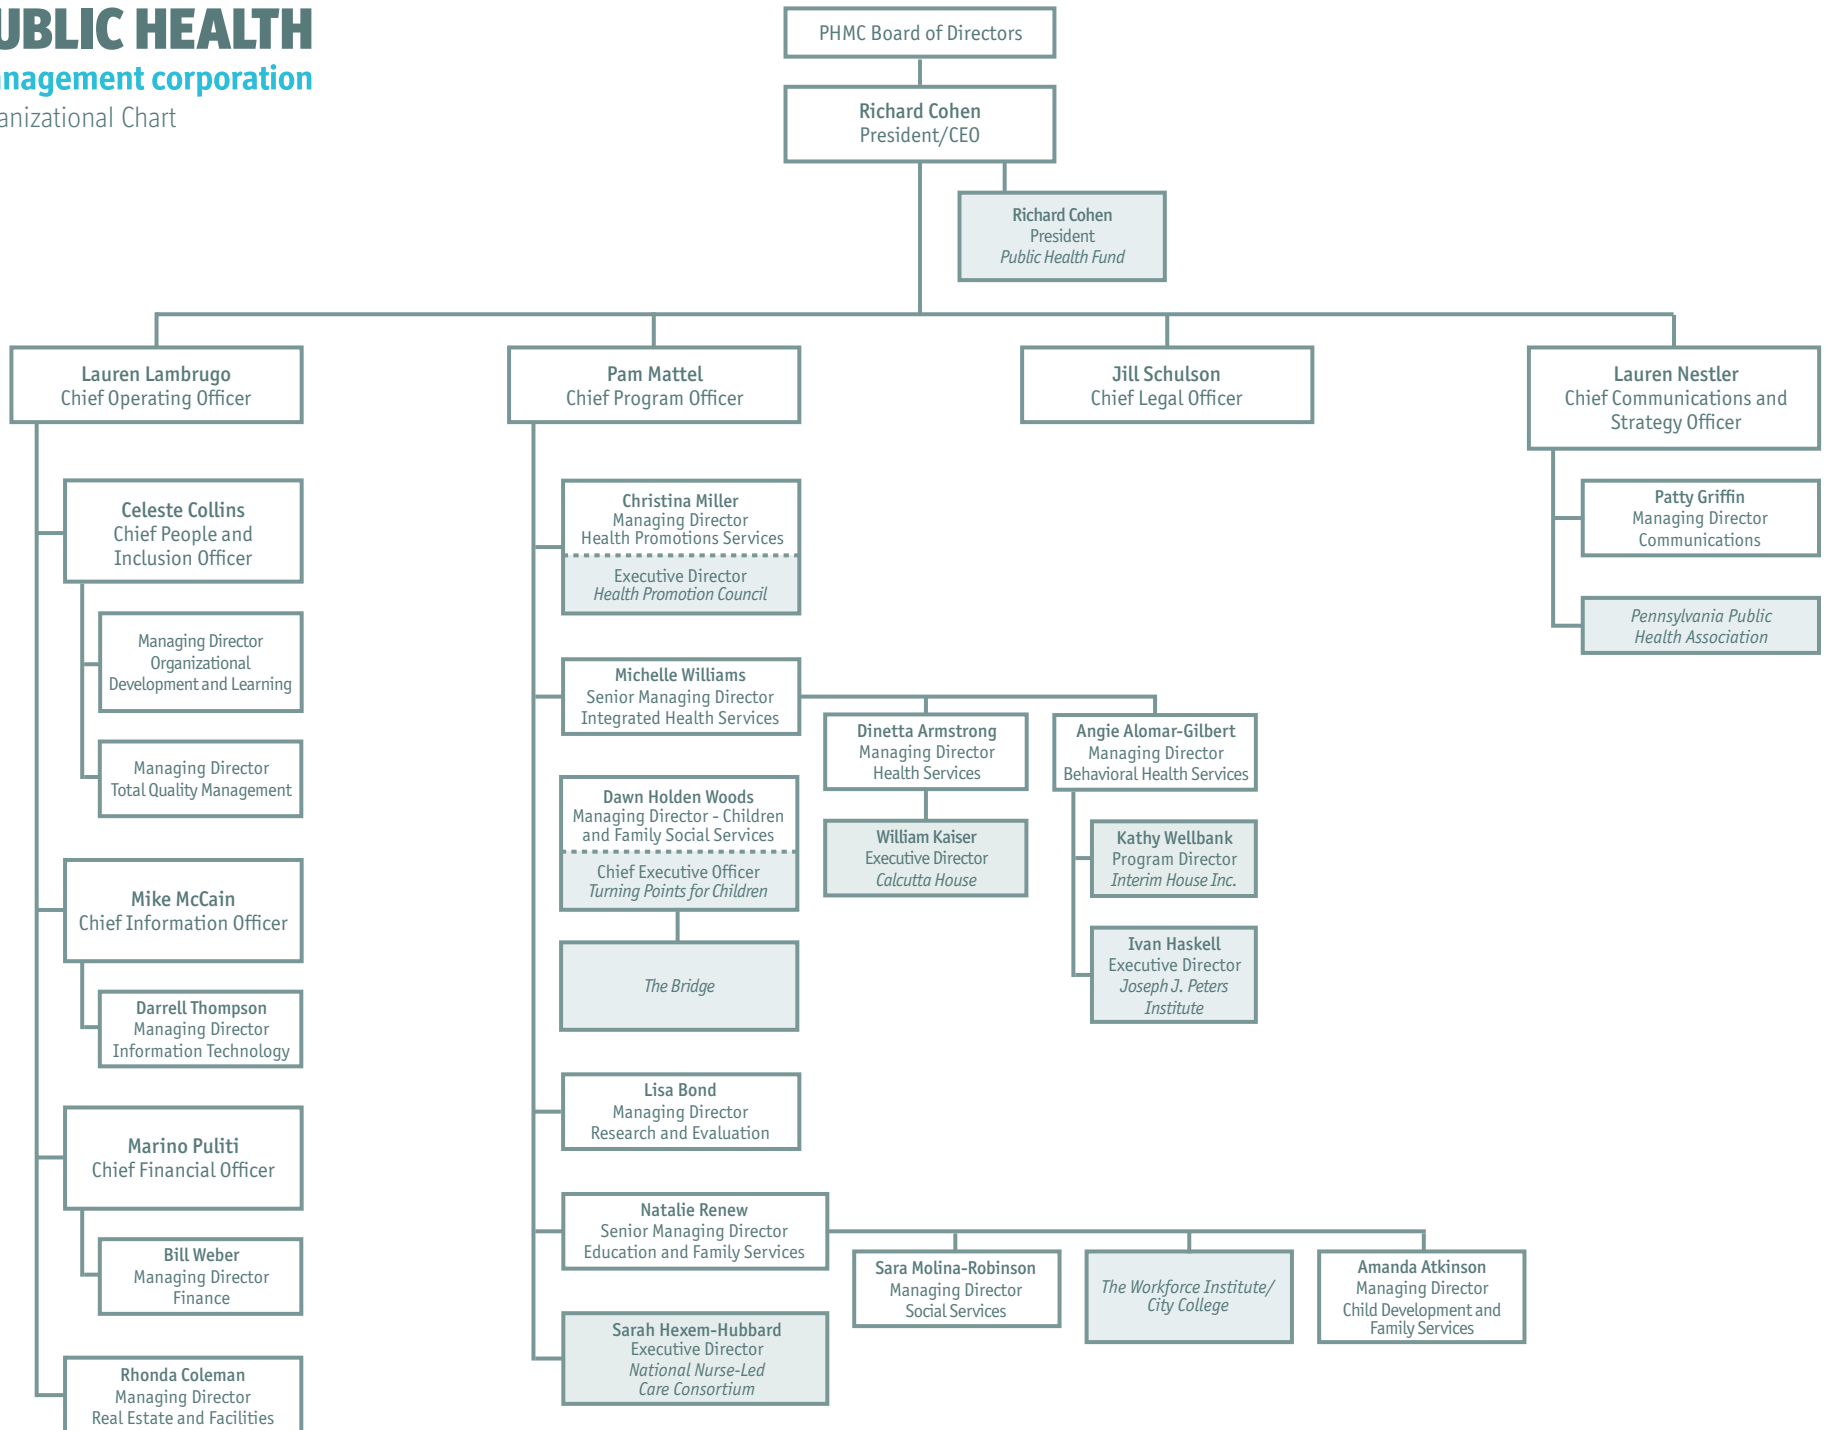 UBLIC HEALTH
nagement corporation
anizational Chart
PHMC Board of Directors
Richard Cohen
President/CEO
Richard Cohen
President
Public Health Fund
Lauren Lambrugo
Chief Operating Officer
Celeste Collins
Chief People and
Inclusion Officer
Managing Director
Organizational
Development and Learning
Managing Director
Total Quality Management
Mike McCain
Chief Information Officer
Darrell Thompson
Managing Director
Information Technology
Marino Puliti
Chief Financial Officer
Bill Weber
Managing Director
Finance
Rhonda Coleman
Managing Director
Real Estate and Facilities
Pam Mattel
Chief Program Officer
Christina Miller
Managing Director
Health Promotions Services
Executive Director
Health Promotion Council
Michelle Williams
Senior Managing Director
Integrated Health Services
Dinetta Armstrong
Managing Director
Health Services
William Kaiser
Executive Director
Calcutta House
Angie Alomar-Gilbert
Managing Director
Behavioral Health Services
Kathy Wellbank
Program Director
Interim House Inc.
Ivan Haskell
Executive Director
Joseph J. Peters
Institute
Dawn Holden Woods
Managing Director - Children
and Family Social Services
Chief Executive Officer
Turning Points for Children
The Bridge
Lisa Bond
Managing Director
Research and Evaluation
Natalie Renew
Senior Managing Director
Education and Family Services
Sara Molina-Robinson
Managing Director
Social Services
The Workforce Institute/
City College
Amanda Atkinson
Managing Director
Child Development and
Family Services
Sarah Hexem-Hubbard
Executive Director
National Nurse-Led
Care Consortium
Jill Schulson
Chief Legal Officer
Lauren Nestler
Chief Communications and
Strategy Officer
Patty Griffin
Managing Director
Communications
Pennsylvania Public
Health Association